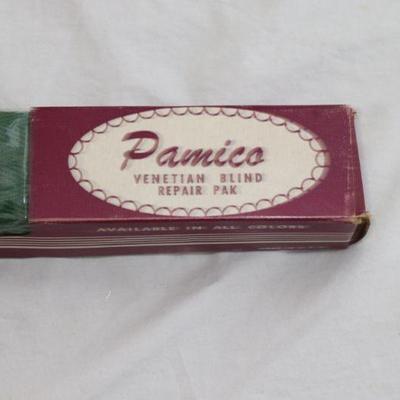 Pamico
VENETIAN BLIND
REPAIR PAK
AVAILABLE IN ALL COLORS